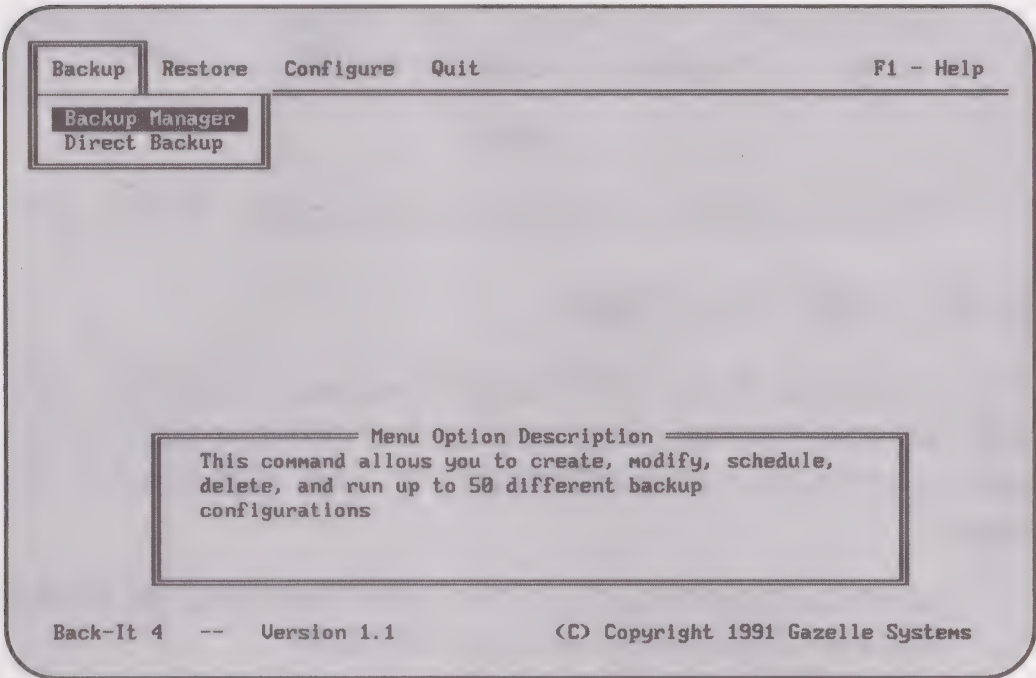 Backup Restore Configure Quit F1 - Help
Backup Manager
Direct Backup
Menu Option Description
This command allows you to create, modify, schedule,
delete, and run up to 50 different backup
configurations
Back-It 4 -- Version 1.1 (C) Copyright 1991 Gazelle Systems